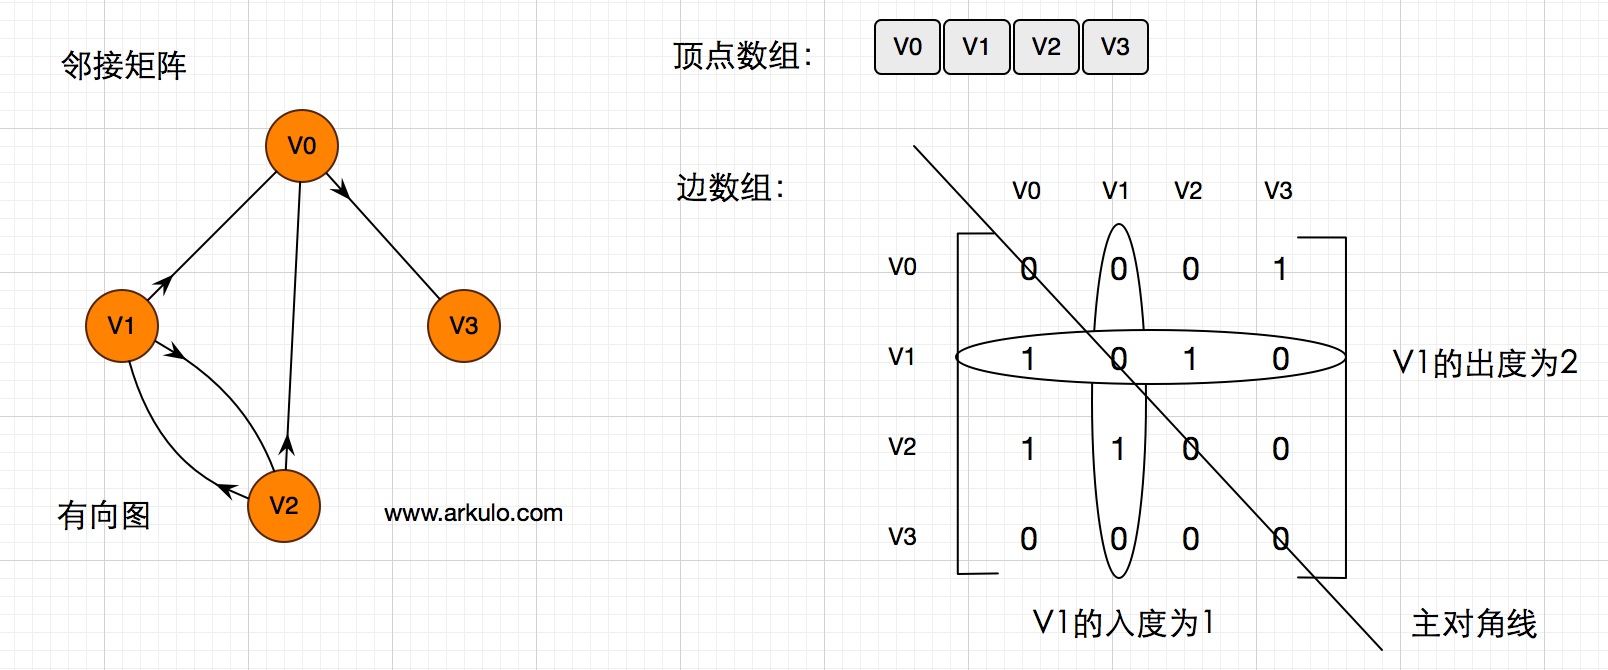 邻接矩阵
V0
V1
V3
V2
有向图
www.arkulo.com
顶点数组：
V0 V1 V2 V3
边数组：
V0 V1 V2 V3
V0 0 0 0 1
V1 1 0 1 0
V1的出度为2
V2 1 1 0 0
V3 0 0 0 0
V1的入度为1
主对角线